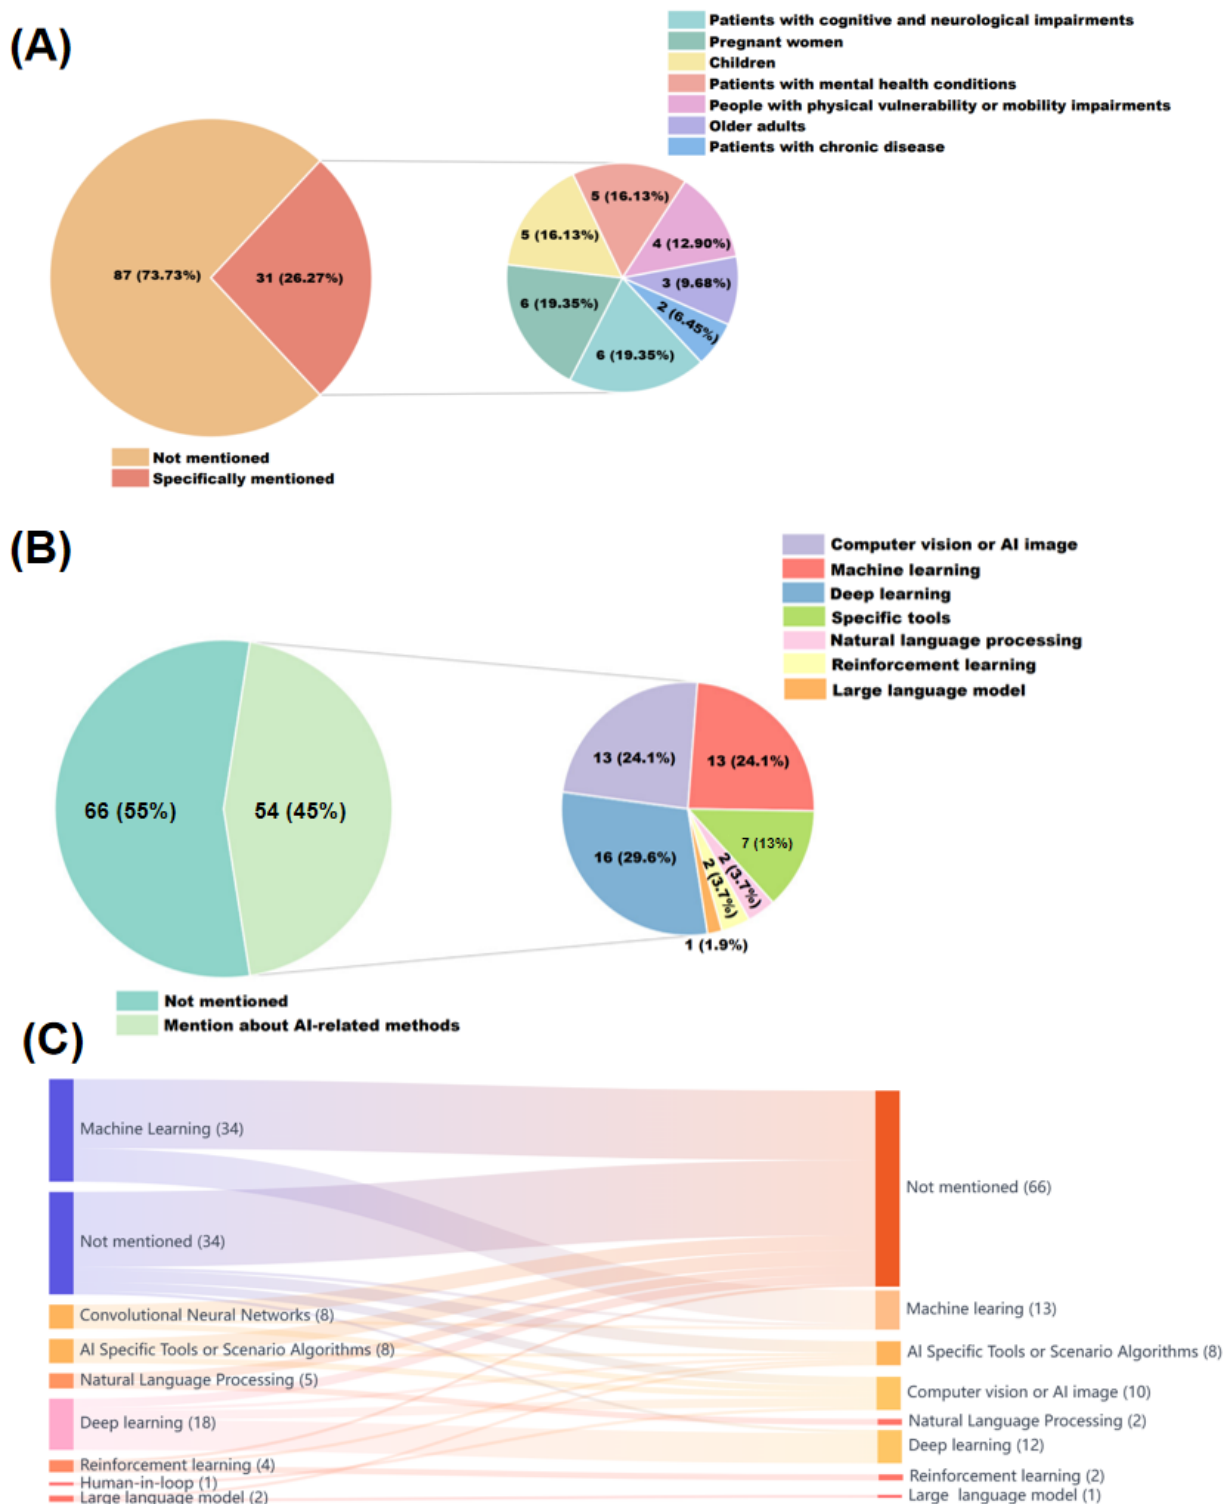 (A)
Patients with cognitive and neurological impairments
Pregnant women
Children
Patients with mental health conditions
People with physical vulnerability or mobility impairments
Older adults
Patients with chronic disease
87 (73.73%)
31 (26.27%)
5 (16.13%)
5 (16.13%)
4 (12.90%)
3 (9.68%)
2 (6.45%)
6 (19.35%)
6 (19.35%)
Not mentioned
Specifically mentioned
(B)
Computer vision or AI image
Machine learning
Deep learning
Specific tools
Natural language processing
Reinforcement learning
Large language model
66 (55%)
54 (45%)
13 (24.1%)
13 (24.1%)
7 (13%)
2 (3.7%)
2 (3.7%)
16 (29.6%)
1 (1.9%)
Not mentioned
Mention about AI-related methods
(C)
Machine Learning (34)
Not mentioned (34)
Convolutional Neural Networks (8)
AI Specific Tools or Scenario Algorithms (8)
Natural Language Processing (5)
Deep learning (18)
Reinforcement learning (4)
Human-in-loop (1)
Large language model (2)
Not mentioned (66)
Machine learing (13)
AI Specific Tools or Scenario Algorithms (8)
Computer vision or AI image (10)
Natural Language Processing (2)
Deep learning (12)
Reinforcement learning (2)
Large language model (1)